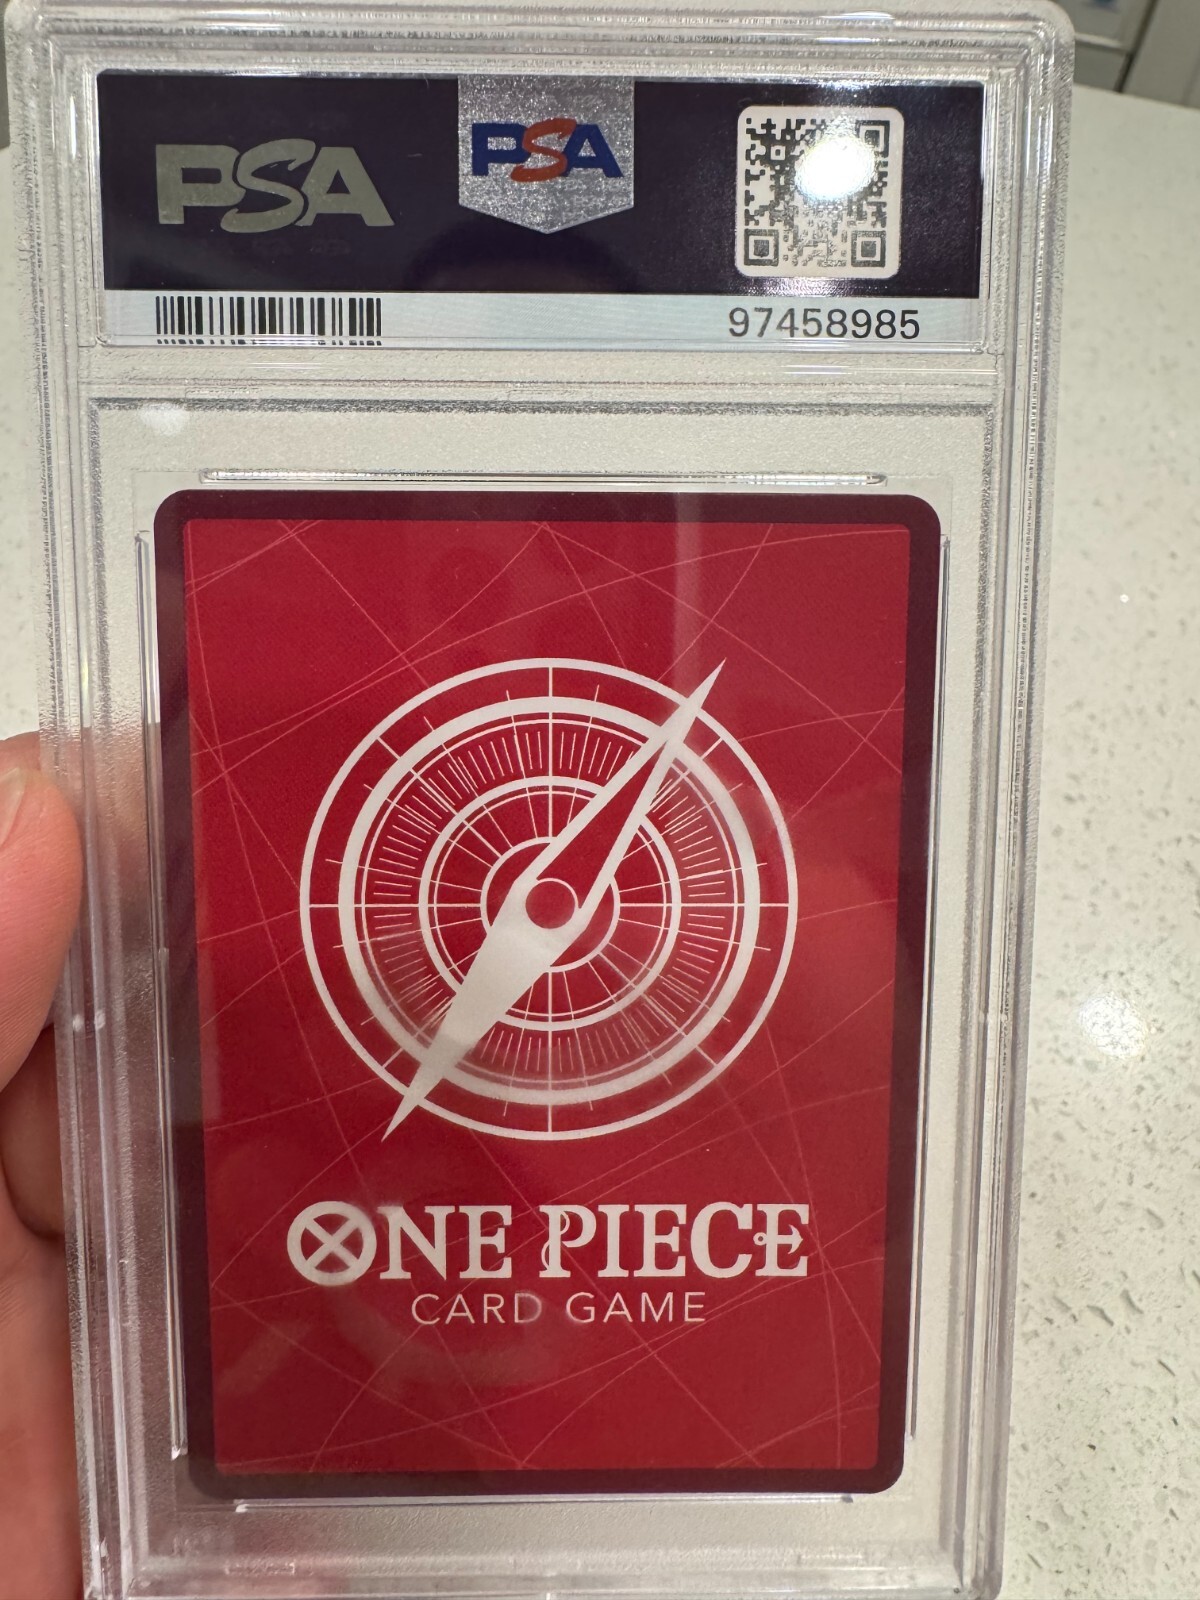 PSA
PSA
97458985
ONE PIECE
CARD GAME